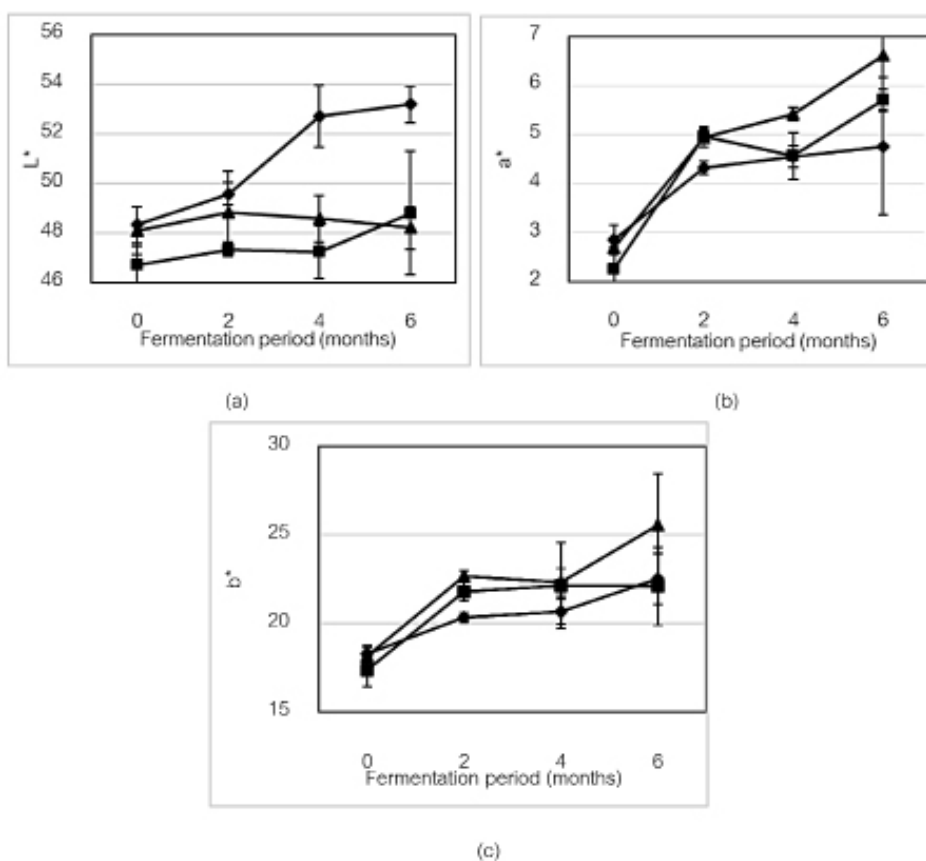 56
54
52
50
48
46
L*
0 2 4 6
Fermentation period (months)
(a)
7
6
5
4
3
2
a*
0 2 4 6
Fermentation period (months)
(b)
30
25
20
15
b*
0 2 4 6
Fermentation period (months)
(c)